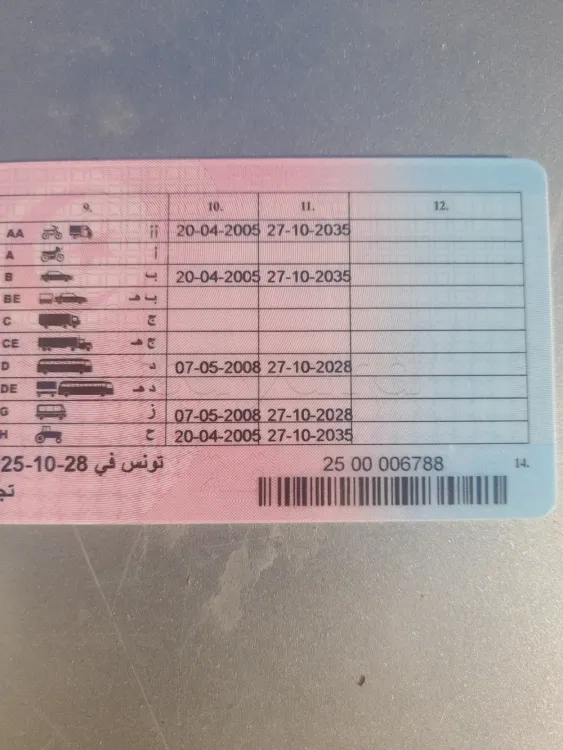 9. 10. 11. 12.
AA أأ 20-04-2005 27-10-2035
A أ
B ب 20-04-2005 27-10-2035
BE ب هـ
C ج
CE ج هـ
D د 07-05-2008 27-10-2028
DE د هـ
G ز 07-05-2008 27-10-2028
H ح 20-04-2005 27-10-2035
تونس في 28-10-25 25 00 006788 14.